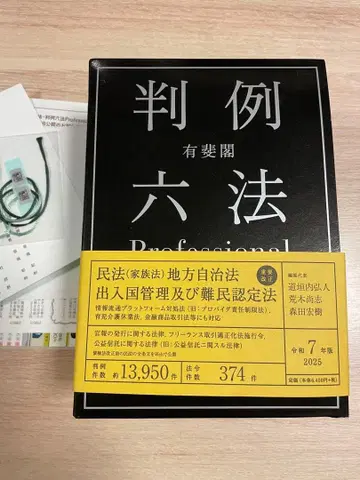 判例
有斐閣
六法
Professional
民法(家族法)地方自治法
出入国管理及び難民認定法
重要改正
情報流通プラットフォーム対処法(旧:プロバイダ責任制限法)、
育児介護休業法、金融商品取引法等にも対応
官報の発行に関する法律、フリーランス取引適正化法施行令、
公益信託に関する法律(旧:公益信託ニ関スル法律)
判例件数 約13,950件
法令件数 374件
編集代表
道垣内弘人
荒木尚志
森田宏樹
令和7年版
2025